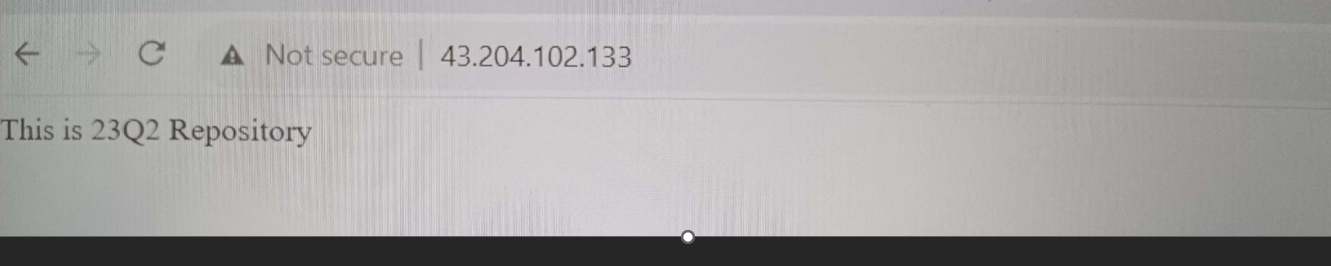 Not secure | 43.204.102.133
This is 23Q2 Repository